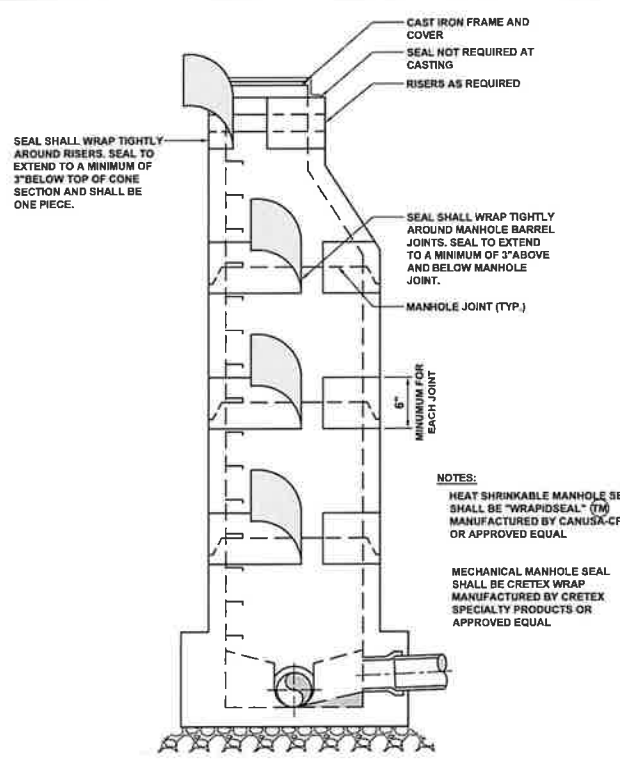 CAST IRON FRAME AND
COVER
SEAL NOT REQUIRED AT
CASTING
RISERS AS REQUIRED
SEAL SHALL WRAP TIGHTLY
AROUND RISERS. SEAL TO
EXTEND TO A MINIMUM OF
3"BELOW TOP OF CONE
SECTION AND SHALL BE
ONE PIECE.
SEAL SHALL WRAP TIGHTLY
AROUND MANHOLE BARREL
JOINTS. SEAL TO EXTEND
TO A MINIMUM OF 3"ABOVE
AND BELOW MANHOLE
JOINT.
MANHOLE JOINT (TYP.)
6"
MINUMUM FOR
EACH JOINT
NOTES:
HEAT SHRINKABLE MANHOLE SE
SHALL BE "WRAPIDSEAL" TM
MANUFACTURED BY CANUSA-CP
OR APPROVED EQUAL
MECHANICAL MANHOLE SEAL
SHALL BE CRETEX WRAP
MANUFACTURED BY CRETEX
SPECIALTY PRODUCTS OR
APPROVED EQUAL